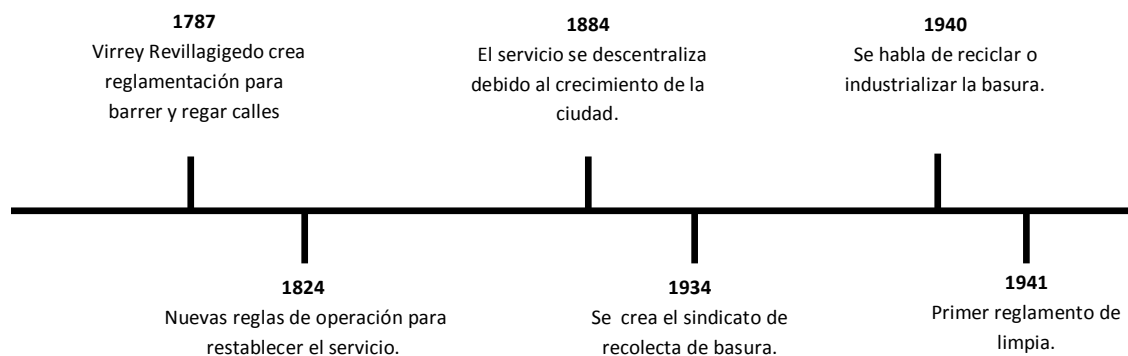 1787
Virrey Revillagigedo crea
reglamentación para
barrer y regar calles
1884
El servicio se descentraliza
debido al crecimiento de la
ciudad.
1940
Se habla de reciclar o
industrializar la basura.
1824
Nuevas reglas de operación para
restablecer el servicio.
1934
Se crea el sindicato de
recolecta de basura.
1941
Primer reglamento de
limpia.